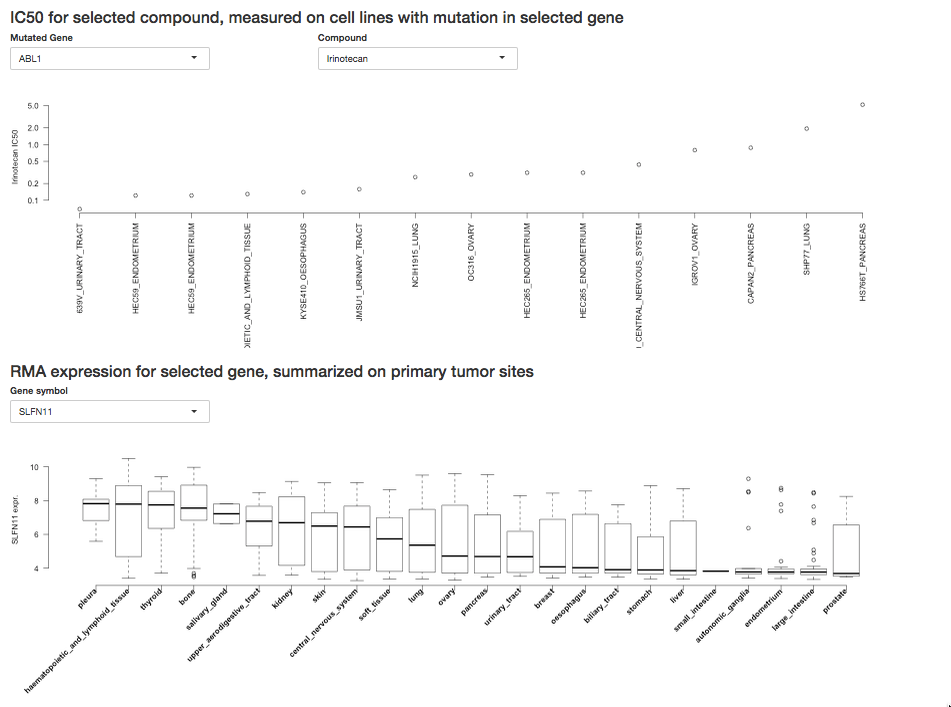 IC50 for selected compound, measured on cell lines with mutation in selected gene
Mutated Gene
Compound
ABL1
Irinotecan
Irinotecan IC50
5.0
2.0
1.0
0.5
0.2
0.1
639V_URINARY_TRACT
HEC59_ENDOMETRIUM
HEC59_ENDOMETRIUM
OIETIC_AND_LYMPHOID_TISSUE
KYSE410_OESOPHAGUS
JMSU1_URINARY_TRACT
NCIH1915_LUNG
OC316_OVARY
HEC265_ENDOMETRIUM
HEC265_ENDOMETRIUM
I_CENTRAL_NERVOUS_SYSTEM
IGROV1_OVARY
CAPAN2_PANCREAS
SHP77_LUNG
HS766T_PANCREAS
RMA expression for selected gene, summarized on primary tumor sites
Gene symbol
SLFN11
SLFN11 expr.
10
8
6
4
pleura
haematopoietic_and_lymphoid_tissue
thyroid
bone
salivary_gland
upper_aerodigestive_tract
kidney
skin
central_nervous_system
soft_tissue
lung
ovary
pancreas
urinary_tract
breast
oesophagus
biliary_tract
stomach
liver
small_intestine
autonomic_ganglia
endometrium
large_intestine
prostate